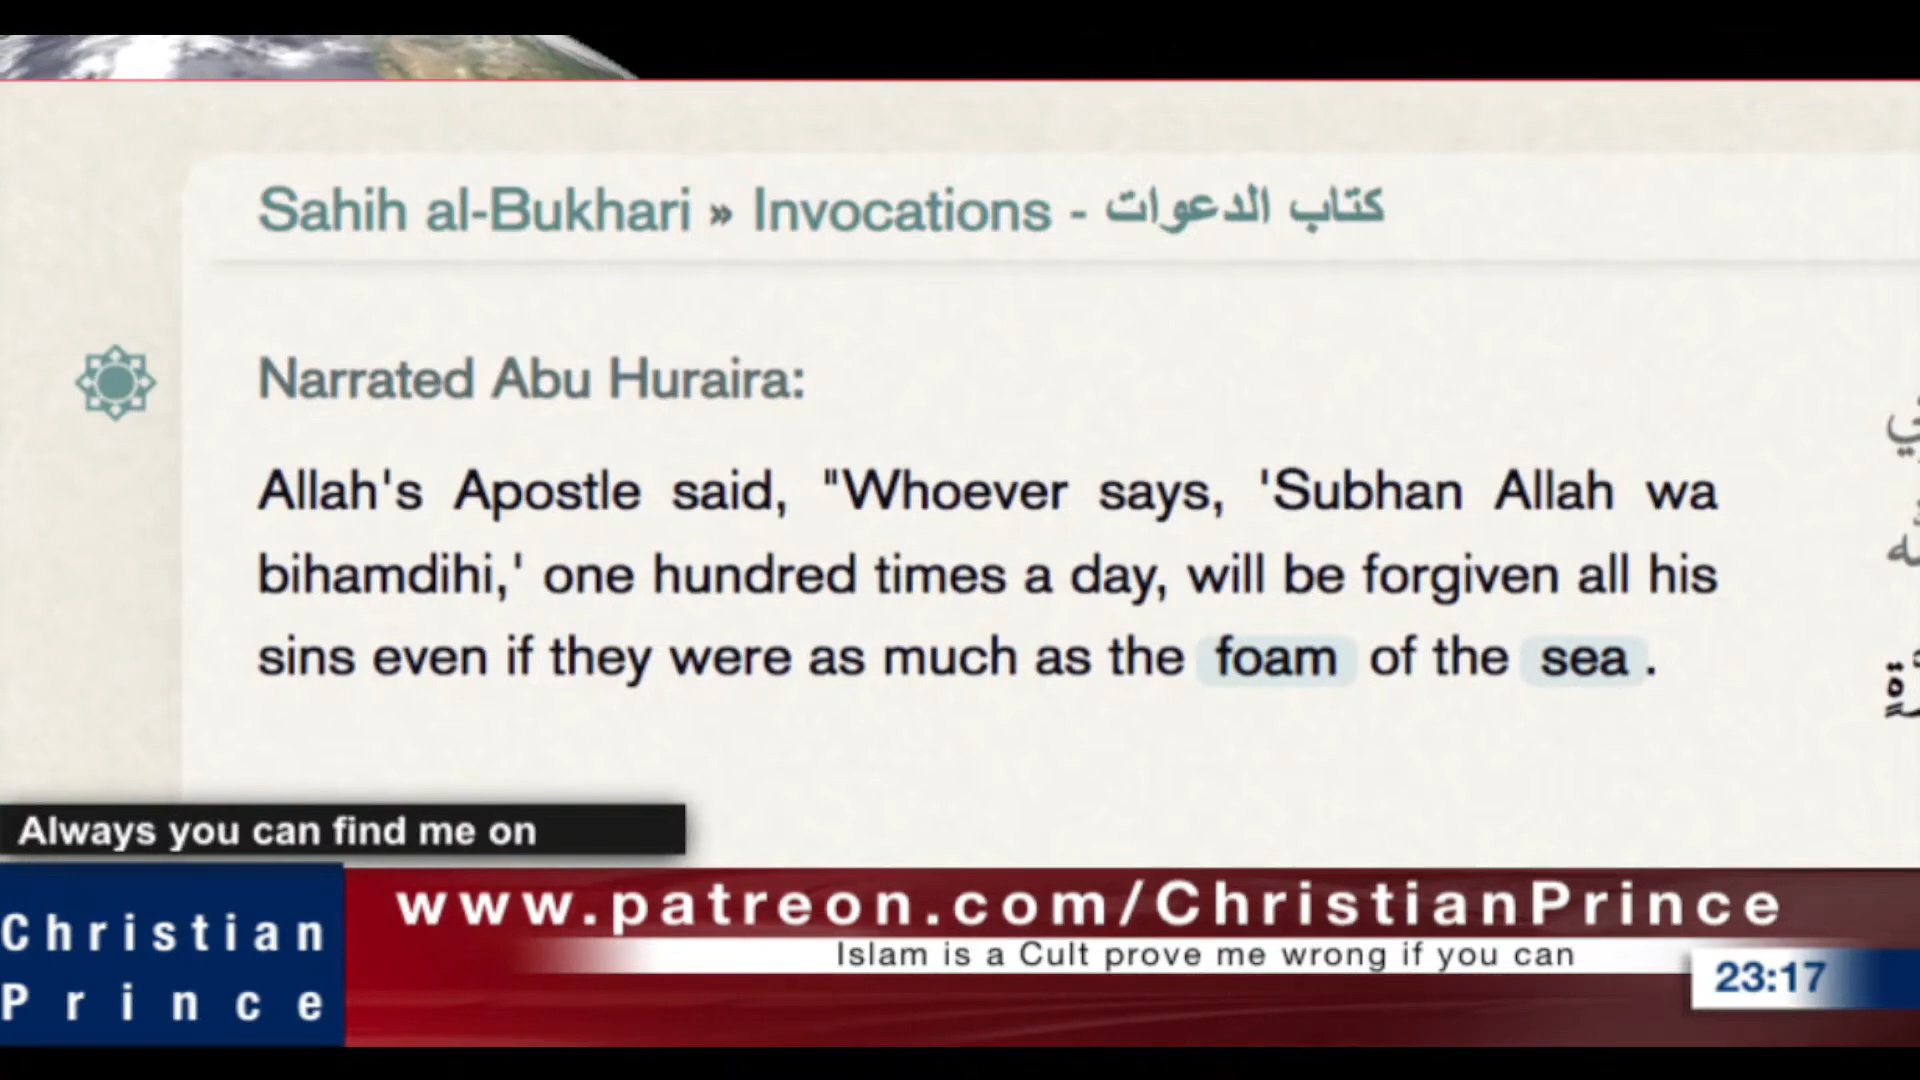 Sahih al-Bukhari » Invocations - كتاب الدعوات
Narrated Abu Huraira:
Allah's Apostle said, "Whoever says, 'Subhan Allah wa
bihamdihi,' one hundred times a day, will be forgiven all his
sins even if they were as much as the foam of the sea .
Always you can find me on
Christian
Prince
www.patreon.com/ChristianPrince
Islam is a Cult prove me wrong if you can
23:17